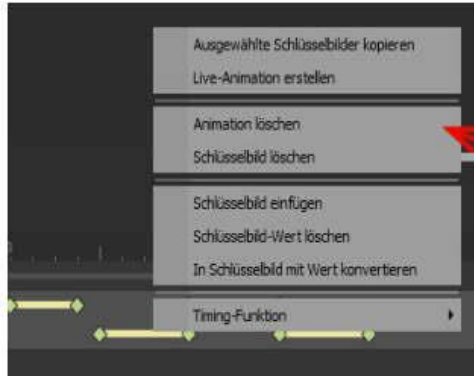 Ausgewählte Schlüsselbilder kopieren
Live-Animation erstellen
Animation löschen
Schlüsselbild löschen
Schlüsselbild einfügen
Schlüsselbild-Wert löschen
In Schlüsselbild mit Wert konvertieren
Timing-Funktion